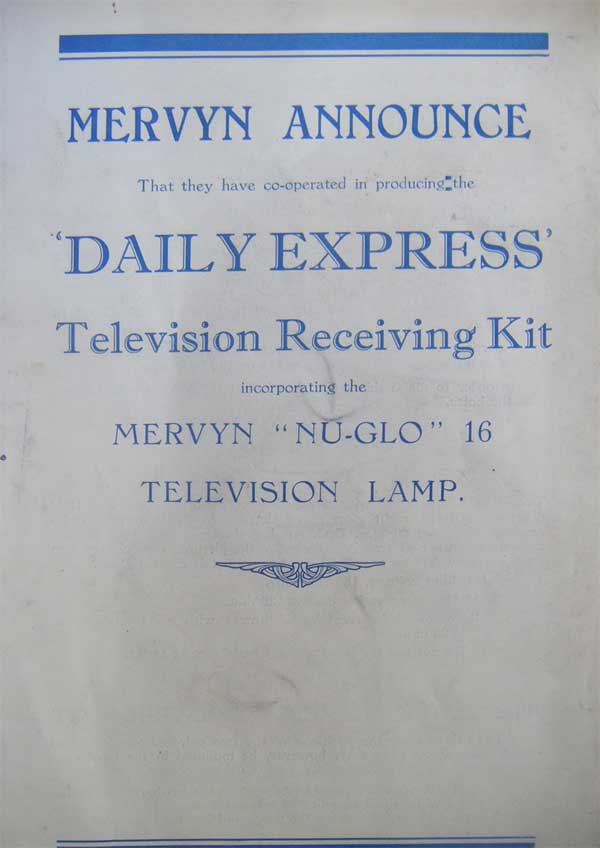 MERVYN ANNOUNCE
That they have co-operated in producing the
'DAILY EXPRESS'
Television Receiving Kit
incorporating the
MERVYN "NU-GLO" 16
TELEVISION LAMP.